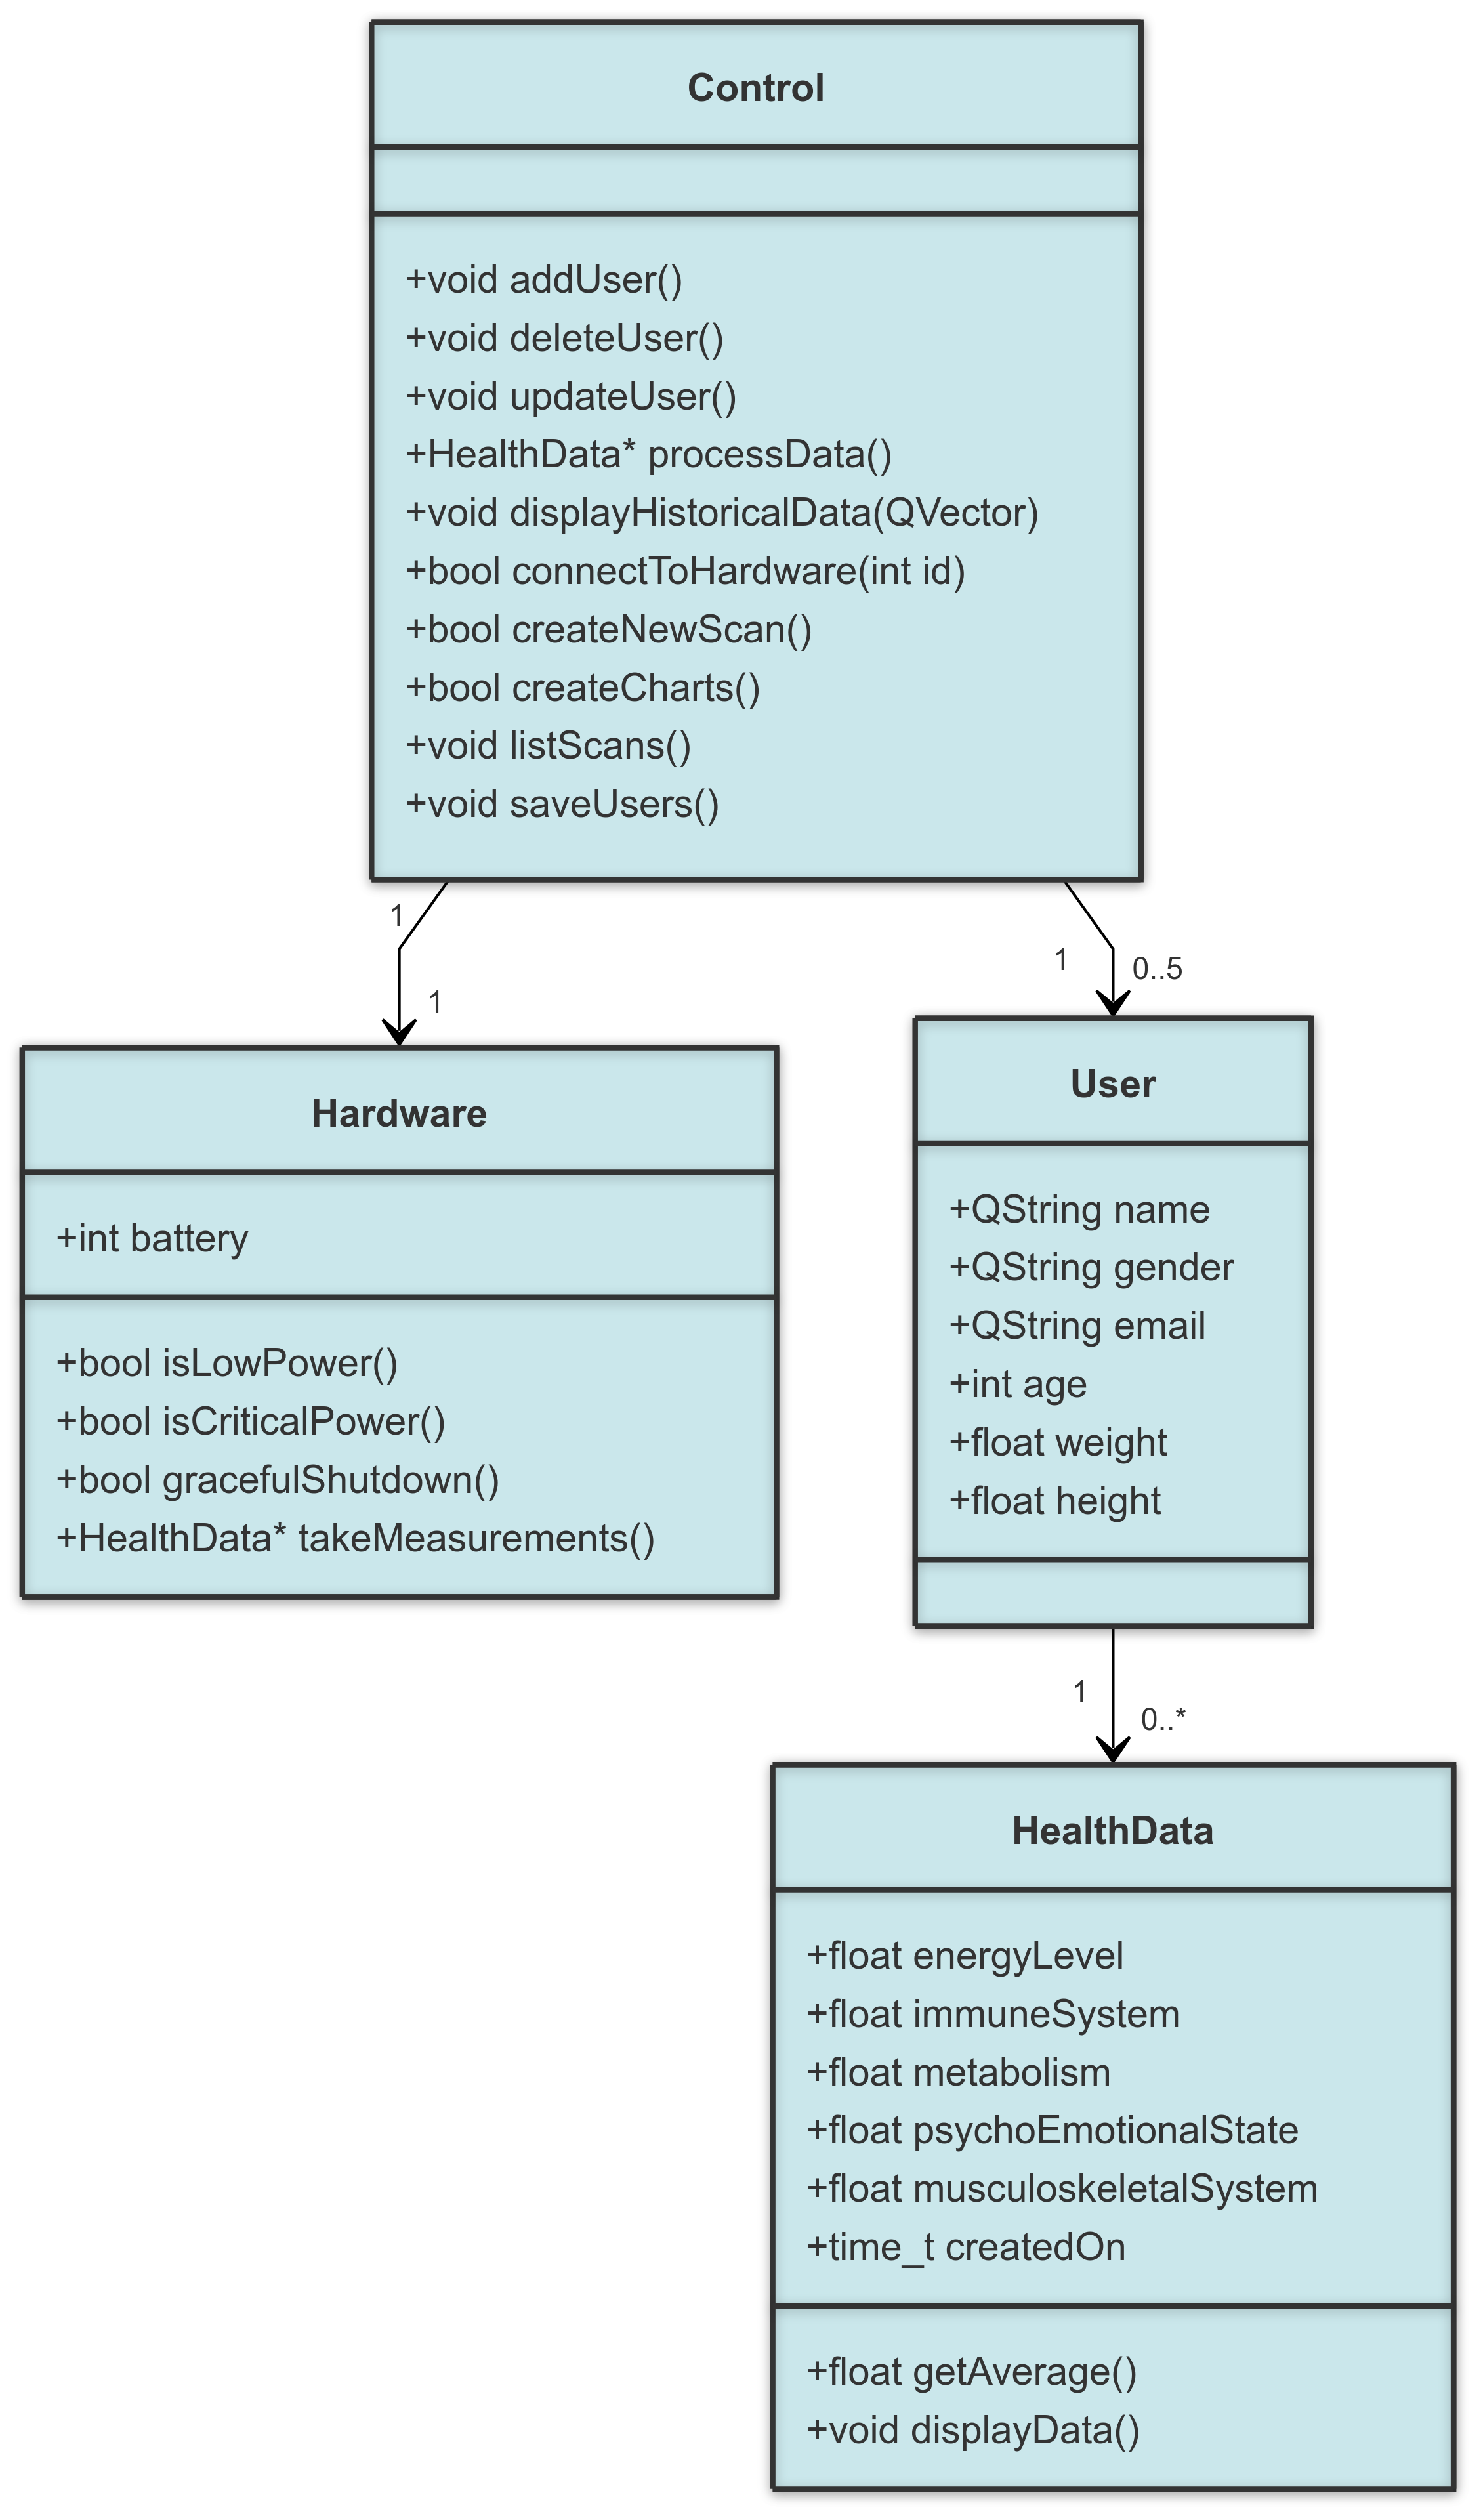 Control
+void addUser()
+void deleteUser()
+void updateUser()
+HealthData* processData()
+void displayHistoricalData(QVector)
+bool connectToHardware(int id)
+bool createNewScan()
+bool createCharts()
+void listScans()
+void saveUsers()
1
1
1
0..5
Hardware
+int battery
+bool isLowPower()
+bool isCriticalPower()
+bool gracefulShutdown()
+HealthData* takeMeasurements()
User
+QString name
+QString gender
+QString email
+int age
+float weight
+float height
1
0..*
HealthData
+float energyLevel
+float immuneSystem
+float metabolism
+float psychoEmotionalState
+float musculoskeletalSystem
+time_t createdOn
+float getAverage()
+void displayData()